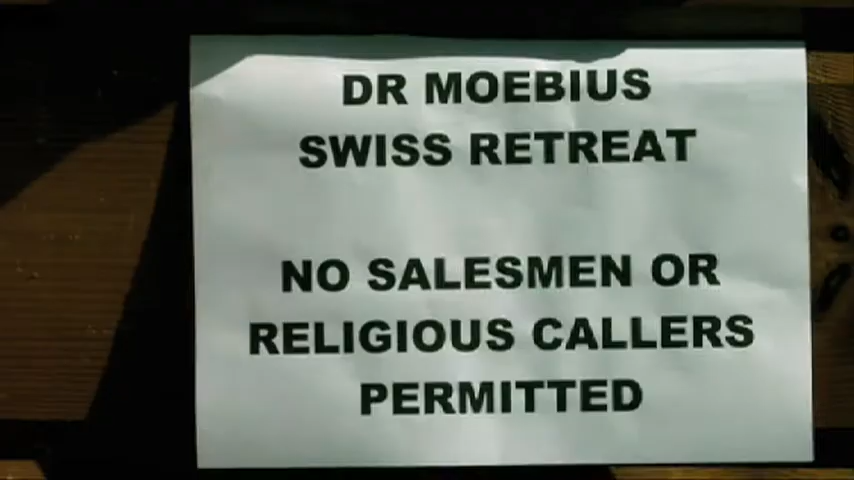 DR MOEBIUS
SWISS RETREAT
NO SALESMEN OR
RELIGIOUS CALLERS
PERMITTED